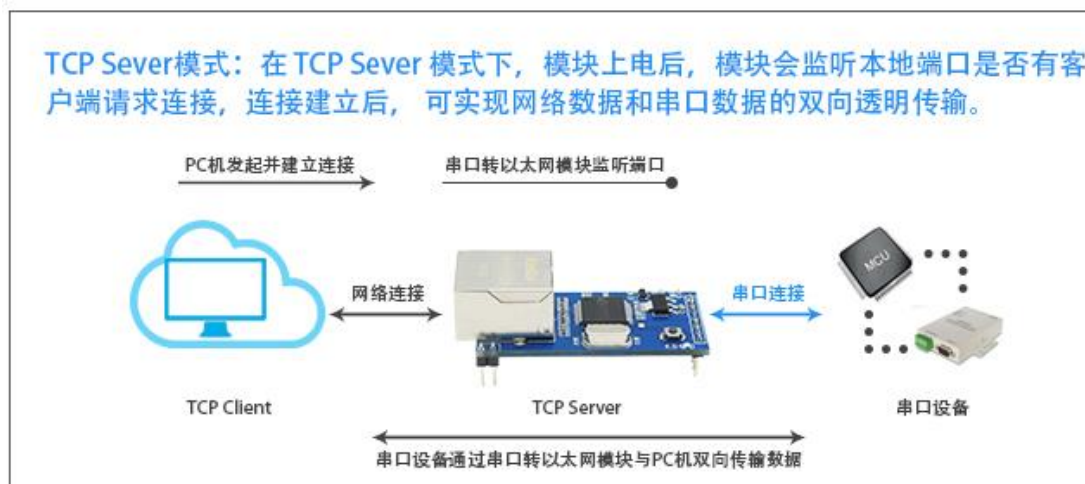 TCP Sever模式：在 TCP Sever 模式下，模块上电后，模块会监听本地端口是否有客
户端请求连接，连接建立后， 可实现网络数据和串口数据的双向透明传输。
PC机发起并建立连接
串口转以太网模块监听端口
MCU
网络连接
串口连接
TCP Client
TCP Server
串口设备
串口设备通过串口转以太网模块与PC机双向传输数据